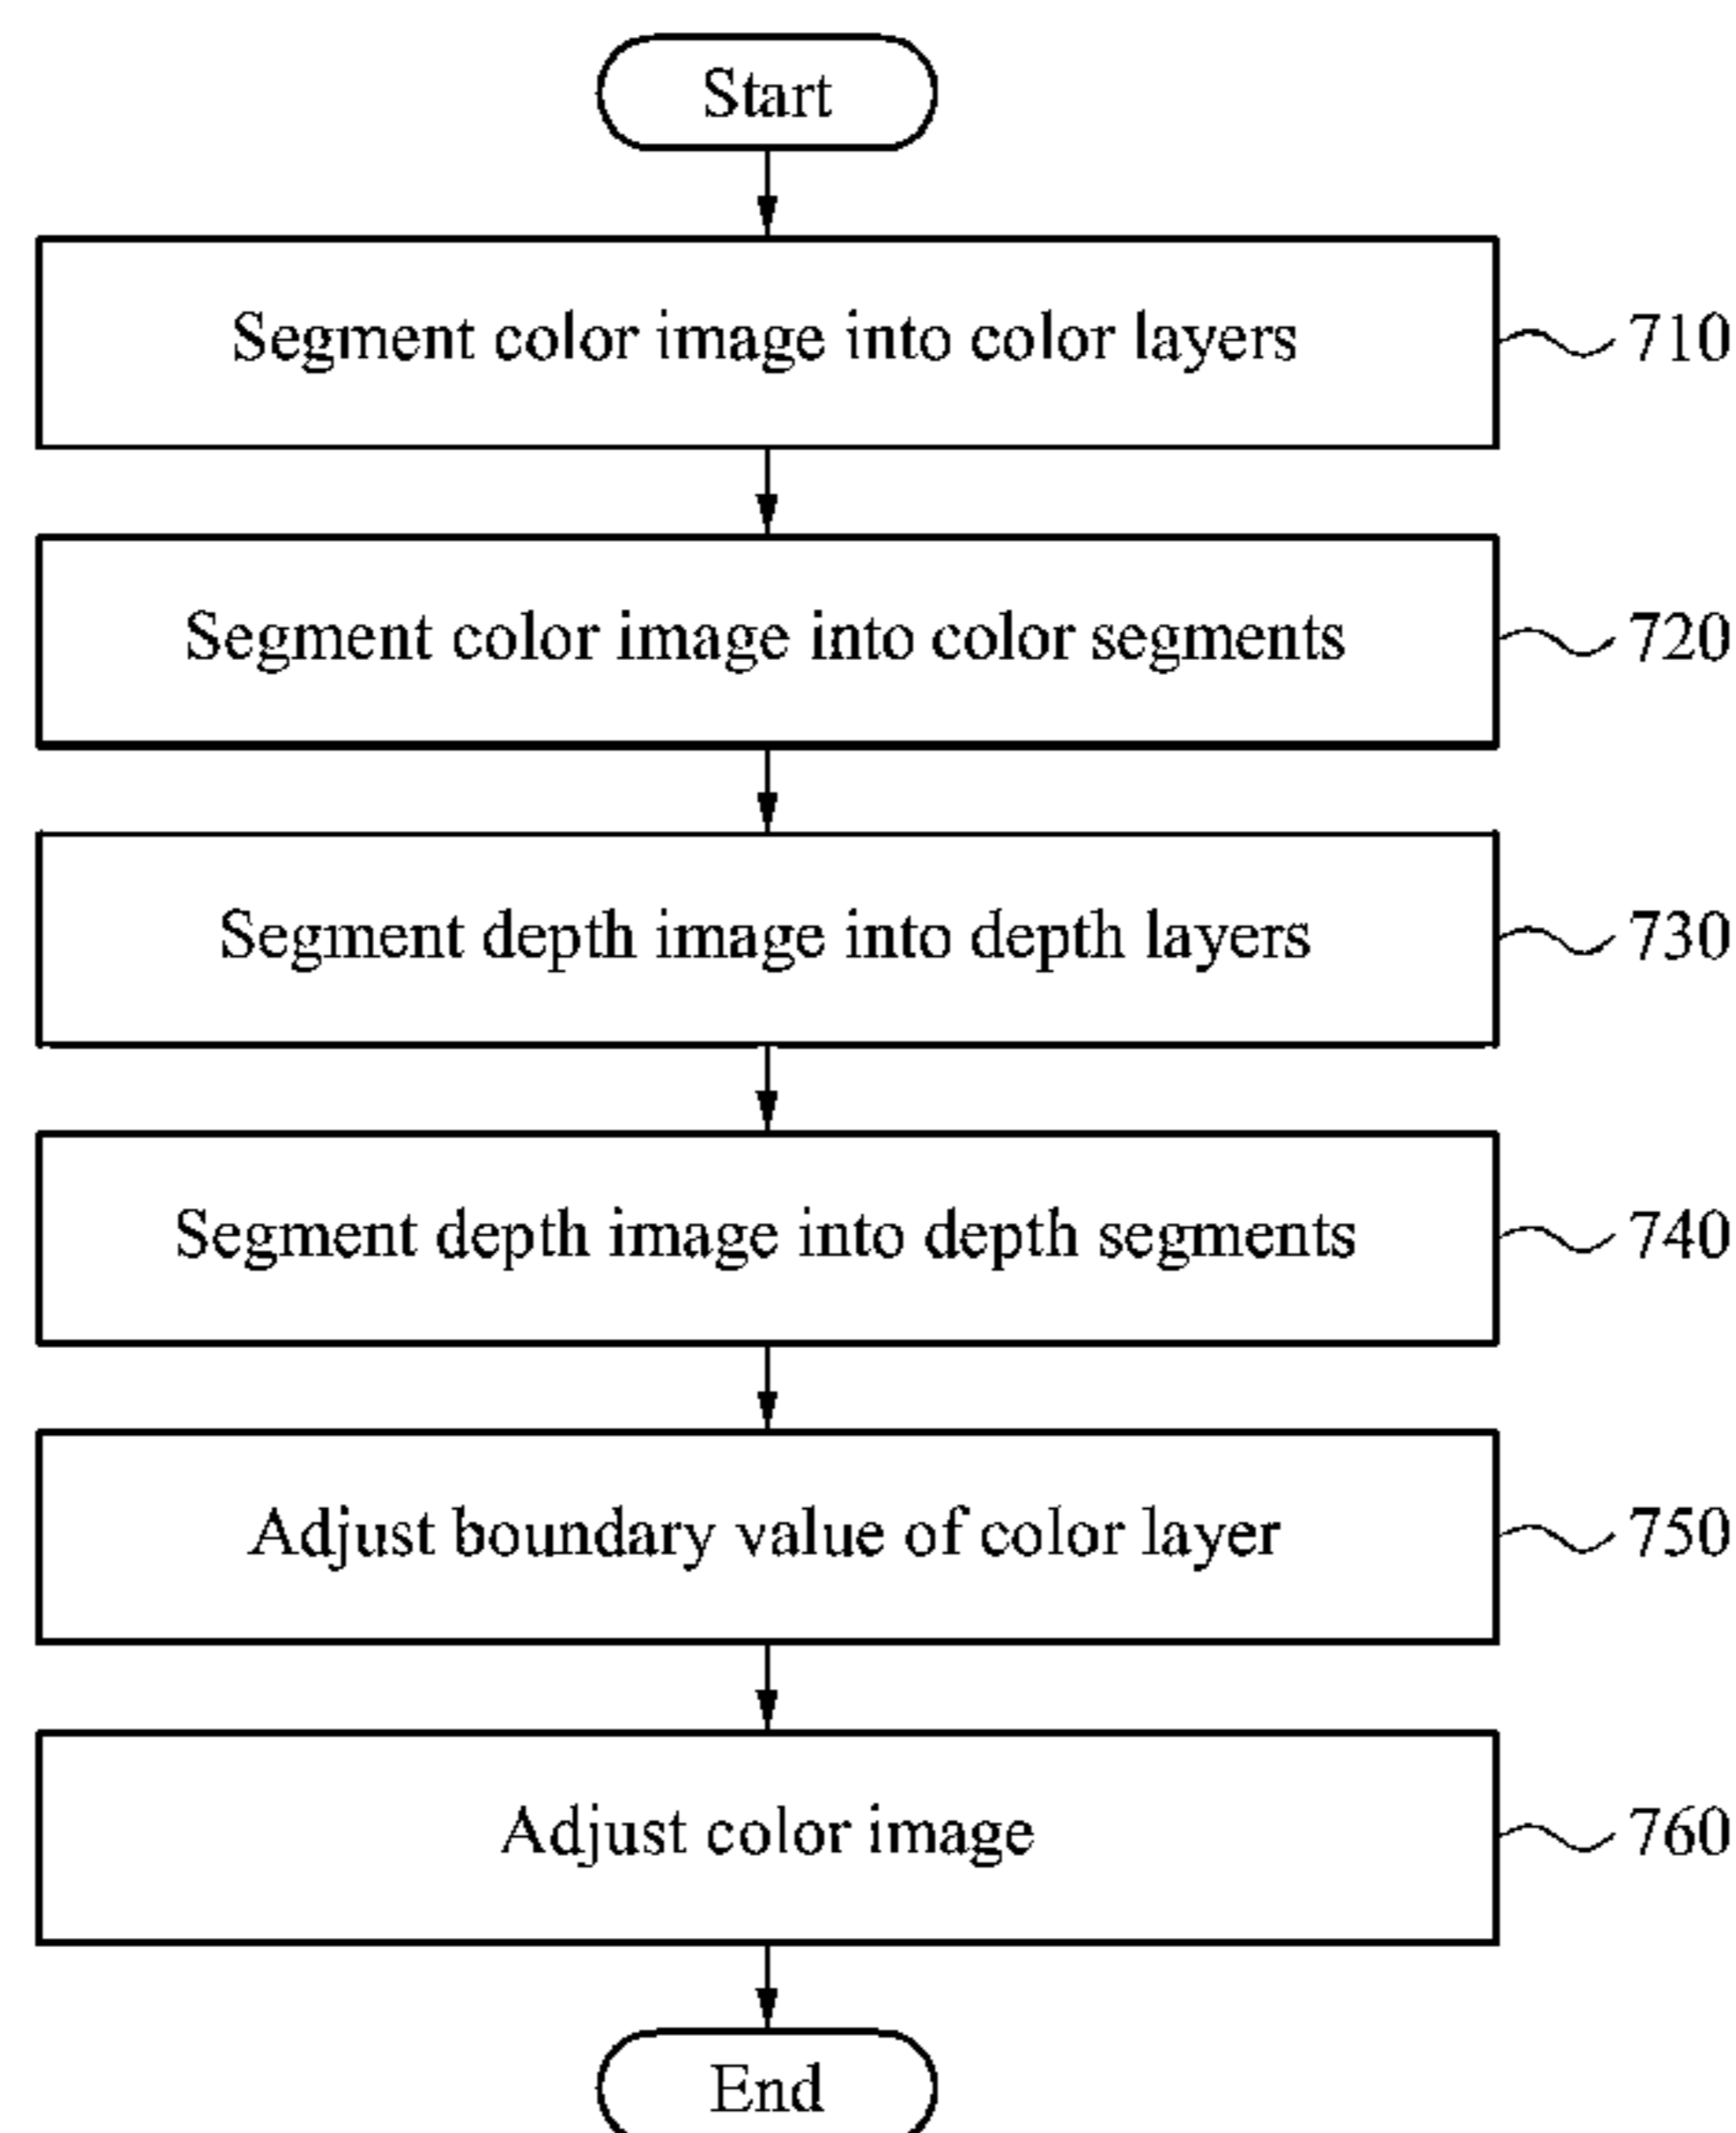 Start
Segment color image into color layers
710
Segment color image into color segments
720
Segment depth image into depth layers
730
Segment depth image into depth segments
740
Adjust boundary value of color layer
750
Adjust color image
760
End